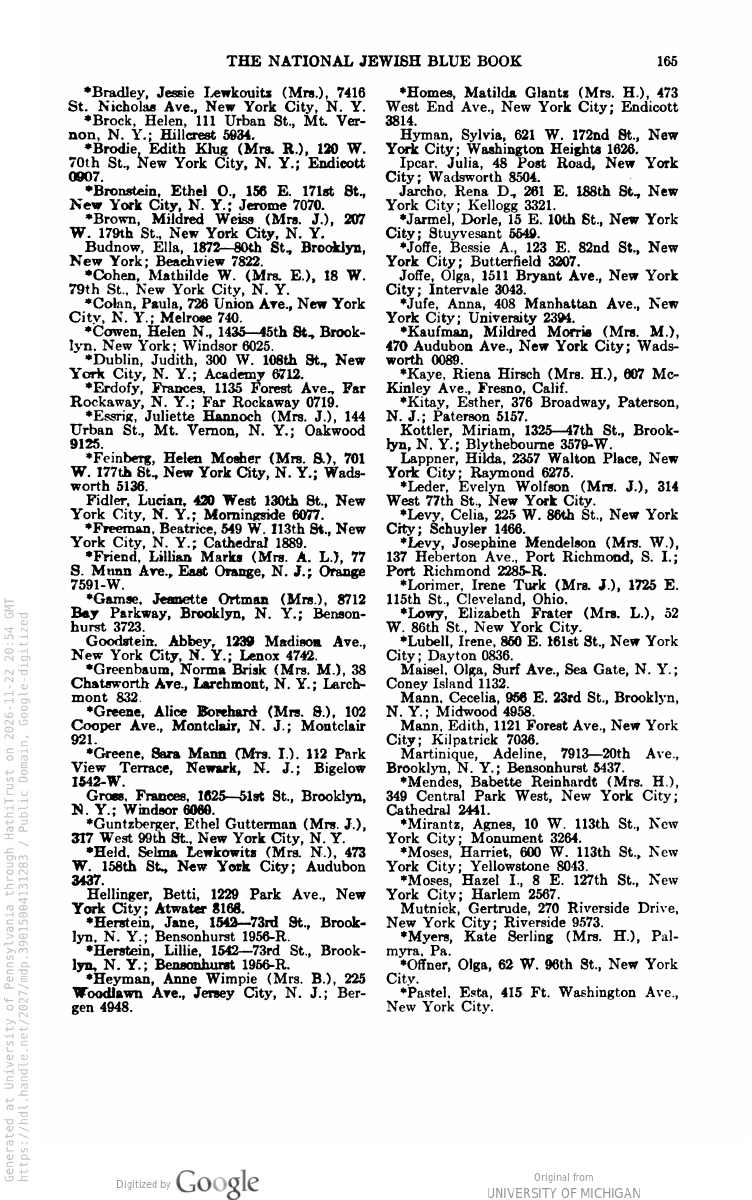 THE NATIONAL JEWISH BLUE BOOK 165
*Bradley, Jessie Lewkouitz (Mrs.), 7416
St. Nicholas Ave., New York City, N. Y.
*Brock, Helen, 111 Urban St., Mt. Ver-
non, N. Y.; Hillcrest 5934.
*Brodie, Edith Klug (Mrs. R.), 120 W.
70th St., New York City, N. Y.; Endicott
0907.
*Bronstein, Ethel O., 156 E. 171st St.,
New York City, N. Y.; Jerome 7070.
*Brown, Mildred Weiss (Mrs. J.), 207
W. 179th St., New York City, N. Y.
Budnow, Ella, 1872—80th St., Brooklyn,
New York; Beachview 7822.
*Cohen, Mathilde W. (Mrs. E.), 18 W.
79th St., New York City, N. Y.
*Colan, Paula, 726 Union Ave., New York
City, N. Y.; Melrose 740.
*Cowen, Helen N., 1435—45th St., Brook-
lyn, New York; Windsor 6025.
*Dublin, Judith, 300 W. 108th St., New
York City, N. Y.; Academy 6712.
*Erdofy, Frances, 1135 Forest Ave., Far
Rockaway, N. Y.; Far Rockaway 0719.
*Essrig, Juliette Hannoch (Mrs. J.), 144
Urban St., Mt. Vernon, N. Y.; Oakwood
9125.
*Feinberg, Helen Mosher (Mrs. S.), 701
W. 177th St., New York City, N. Y.; Wads-
worth 5136.
Fidler, Lucian, 420 West 130th St., New
York City, N. Y.; Morningside 6077.
*Freeman, Beatrice, 549 W. 113th St., New
York City, N. Y.; Cathedral 1889.
*Friend, Lillian Marks (Mrs. A. L.), 77
S. Munn Ave., East Orange, N. J.; Orange
7591-W.
*Gamse, Jeanette Ortman (Mrs.), 8712
Bay Parkway, Brooklyn, N. Y.; Benson-
hurst 3723.
Goodstein, Abbey, 1239 Madison Ave.,
New York City, N. Y.; Lenox 4742.
*Greenbaum, Norma Brisk (Mrs. M.), 38
Chatsworth Ave., Larchmont, N. Y.; Larch-
mont 832.
*Greene, Alice Borchard (Mrs. S.), 102
Cooper Ave., Montclair, N. J.; Montclair
921.
*Greene, Sara Mann (Mrs. I.). 112 Park
View Terrace, Newark, N. J.; Bigelow
1542-W.
Gross, Frances, 1625—51st St., Brooklyn,
N. Y.; Windsor 6060.
*Guntzberger, Ethel Gutterman (Mrs. J.),
317 West 99th St., New York City, N. Y.
*Held, Selma Lewkowitz (Mrs. N.), 473
W. 158th St., New York City; Audubon
3437.
Hellinger, Betti, 1229 Park Ave., New
York City; Atwater 8168.
*Herstein, Jane, 1542—73rd St., Brook-
lyn, N. Y.; Bensonhurst 1956-R.
*Herstein, Lillie, 1542—73rd St., Brook-
lyn, N. Y.; Bensonhurst 1956-R.
*Heyman, Anne Wimpie (Mrs. B.), 225
Woodlawn Ave., Jersey City, N. J.; Ber-
gen 4948.
*Homes, Matilda Glantz (Mrs. H.), 473
West End Ave., New York City; Endicott
3814.
Hyman, Sylvia, 621 W. 172nd St., New
York City; Washington Heights 1626.
Ipcar, Julia, 48 Post Road, New York
City; Wadsworth 8504.
Jarcho, Rena D., 261 E. 188th St., New
York City; Kellogg 3321.
*Jarmel, Dorle, 15 E. 10th St., New York
City; Stuyvesant 5549.
*Joffe, Bessie A., 123 E. 82nd St., New
York City; Butterfield 3207.
Joffe, Olga, 1511 Bryant Ave., New York
City; Intervale 3043.
*Jufe, Anna, 408 Manhattan Ave., New
York City; University 2394.
*Kaufman, Mildred Morris (Mrs. M.),
470 Audubon Ave., New York City; Wads-
worth 0089.
*Kaye, Riena Hirsch (Mrs. H.), 607 Mc-
Kinley Ave., Fresno, Calif.
*Kitay, Esther, 376 Broadway, Paterson,
N. J.; Paterson 5157.
Kottler, Miriam, 1325—47th St., Brook-
lyn, N. Y.; Blythebourne 3579-W.
Lappner, Hilda, 2357 Walton Place, New
York City; Raymond 6275.
*Leder, Evelyn Wolfson (Mrs. J.), 314
West 77th St., New York City.
*Levy, Celia, 225 W. 86th St., New York
City; Schuyler 1466.
*Levy, Josephine Mendelson (Mrs. W.),
137 Heberton Ave., Port Richmond, S. I.;
Port Richmond 2285-R.
*Lorimer, Irene Turk (Mrs. J.), 1725 E.
115th St., Cleveland, Ohio.
*Lowy, Elizabeth Frater (Mrs. L.), 52
W. 86th St., New York City.
*Lubell, Irene, 850 E. 161st St., New York
City; Dayton 0836.
Maisel, Olga, Surf Ave., Sea Gate, N. Y.;
Coney Island 1132.
Mann, Cecelia, 956 E. 23rd St., Brooklyn,
N. Y.; Midwood 4958.
Mann, Edith, 1121 Forest Ave., New York
City; Kilpatrick 7036.
Martinique, Adeline, 7913—20th Ave.,
Brooklyn, N. Y.; Bensonhurst 5437.
*Mendes, Babette Reinhardt (Mrs. H.),
349 Central Park West, New York City;
Cathedral 2441.
*Mirantz, Agnes, 10 W. 113th St., New
York City; Monument 3264.
*Moses, Harriet, 600 W. 113th St., New
York City; Yellowstone 8043.
*Moses, Hazel I., 8 E. 127th St., New
York City; Harlem 2567.
Mutnick, Gertrude, 270 Riverside Drive,
New York City; Riverside 9573.
*Myers, Kate Serling (Mrs. H.), Pal-
myra, Pa.
*Offner, Olga, 62 W. 96th St., New York
City.
*Pastel, Esta, 415 Ft. Washington Ave.,
New York City.
Generated at University of Pennsylvania through HathiTrust on 2026-11-22 20:54 GMT
https://hdl.handle.net/2027/mdp.39015004131283 / Public Domain, Google-digitized
Digitized by Google
Original from
UNIVERSITY OF MICHIGAN